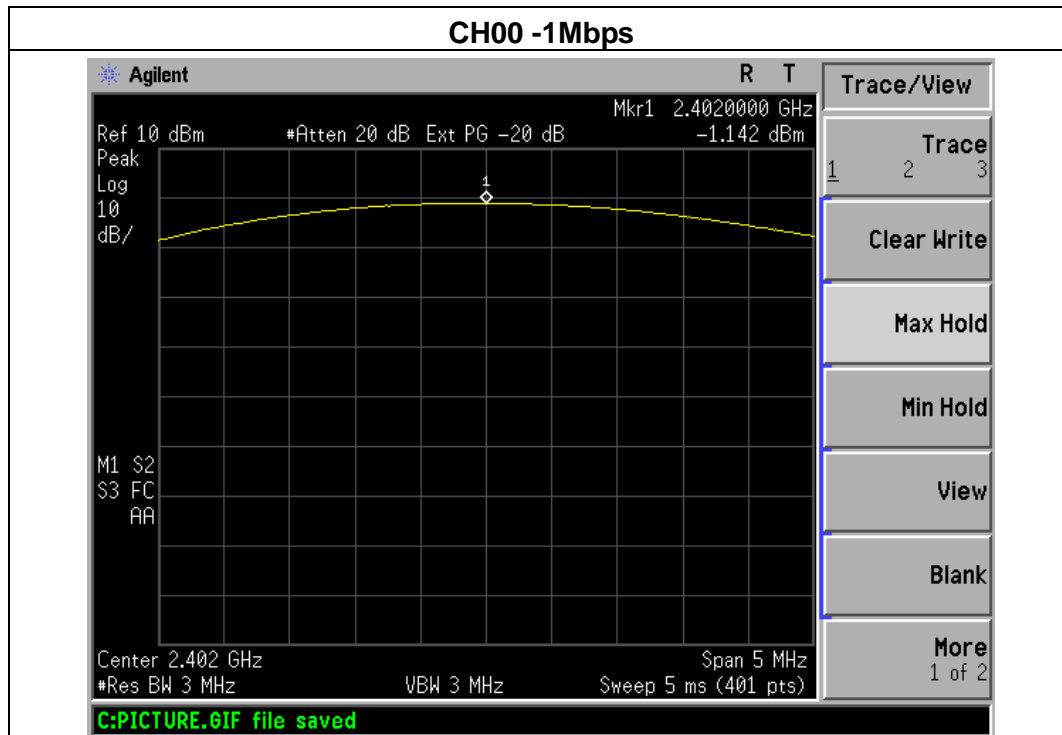 CH00 -1Mbps
Agilent
R T
Mkr1 2.4020000 GHz
Ref 10 dBm #Atten 20 dB Ext PG -20 dB -1.142 dBm
Peak
Log
10
dB/
1
M1 S2
S3 FC
AA
Center 2.402 GHz Span 5 MHz
#Res BW 3 MHz VBW 3 MHz Sweep 5 ms (401 pts)
C:PICTURE.GIF file saved
Trace/View
Trace
1 2 3
Clear Write
Max Hold
Min Hold
View
Blank
More
1 of 2